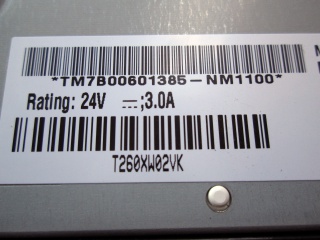 *TM7B00601385-NM1100*
Rating: 24V ⎓;3.0A
T260XW02VK